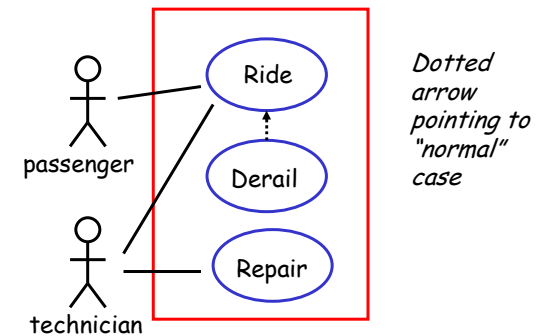 Ride
Dotted
arrow
pointing to
"normal"
case
passenger
Derail
Repair
technician